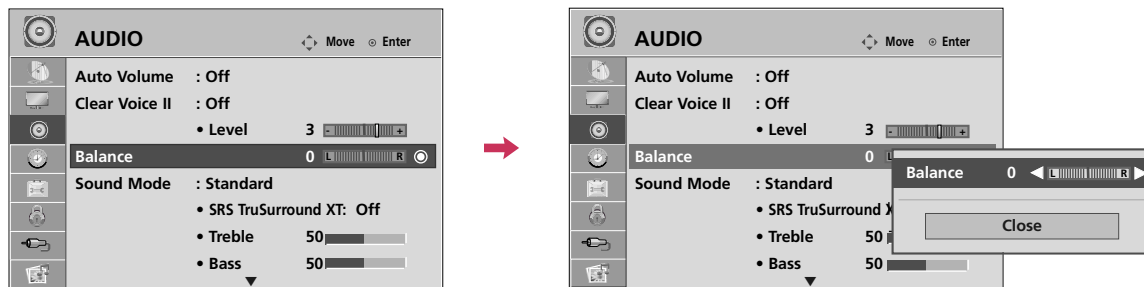 AUDIO Move Enter
Auto Volume : Off
Clear Voice II : Off
• Level 3 - +
Balance 0 L R
Sound Mode : Standard
• SRS TruSurround XT: Off
• Treble 50
• Bass 50
AUDIO Move Enter
Auto Volume : Off
Clear Voice II : Off
• Level 3 - +
Balance 0 L
Sound Mode : Standard
• SRS TruSurround X
• Treble 50
• Bass 50
Balance 0 L R
Close